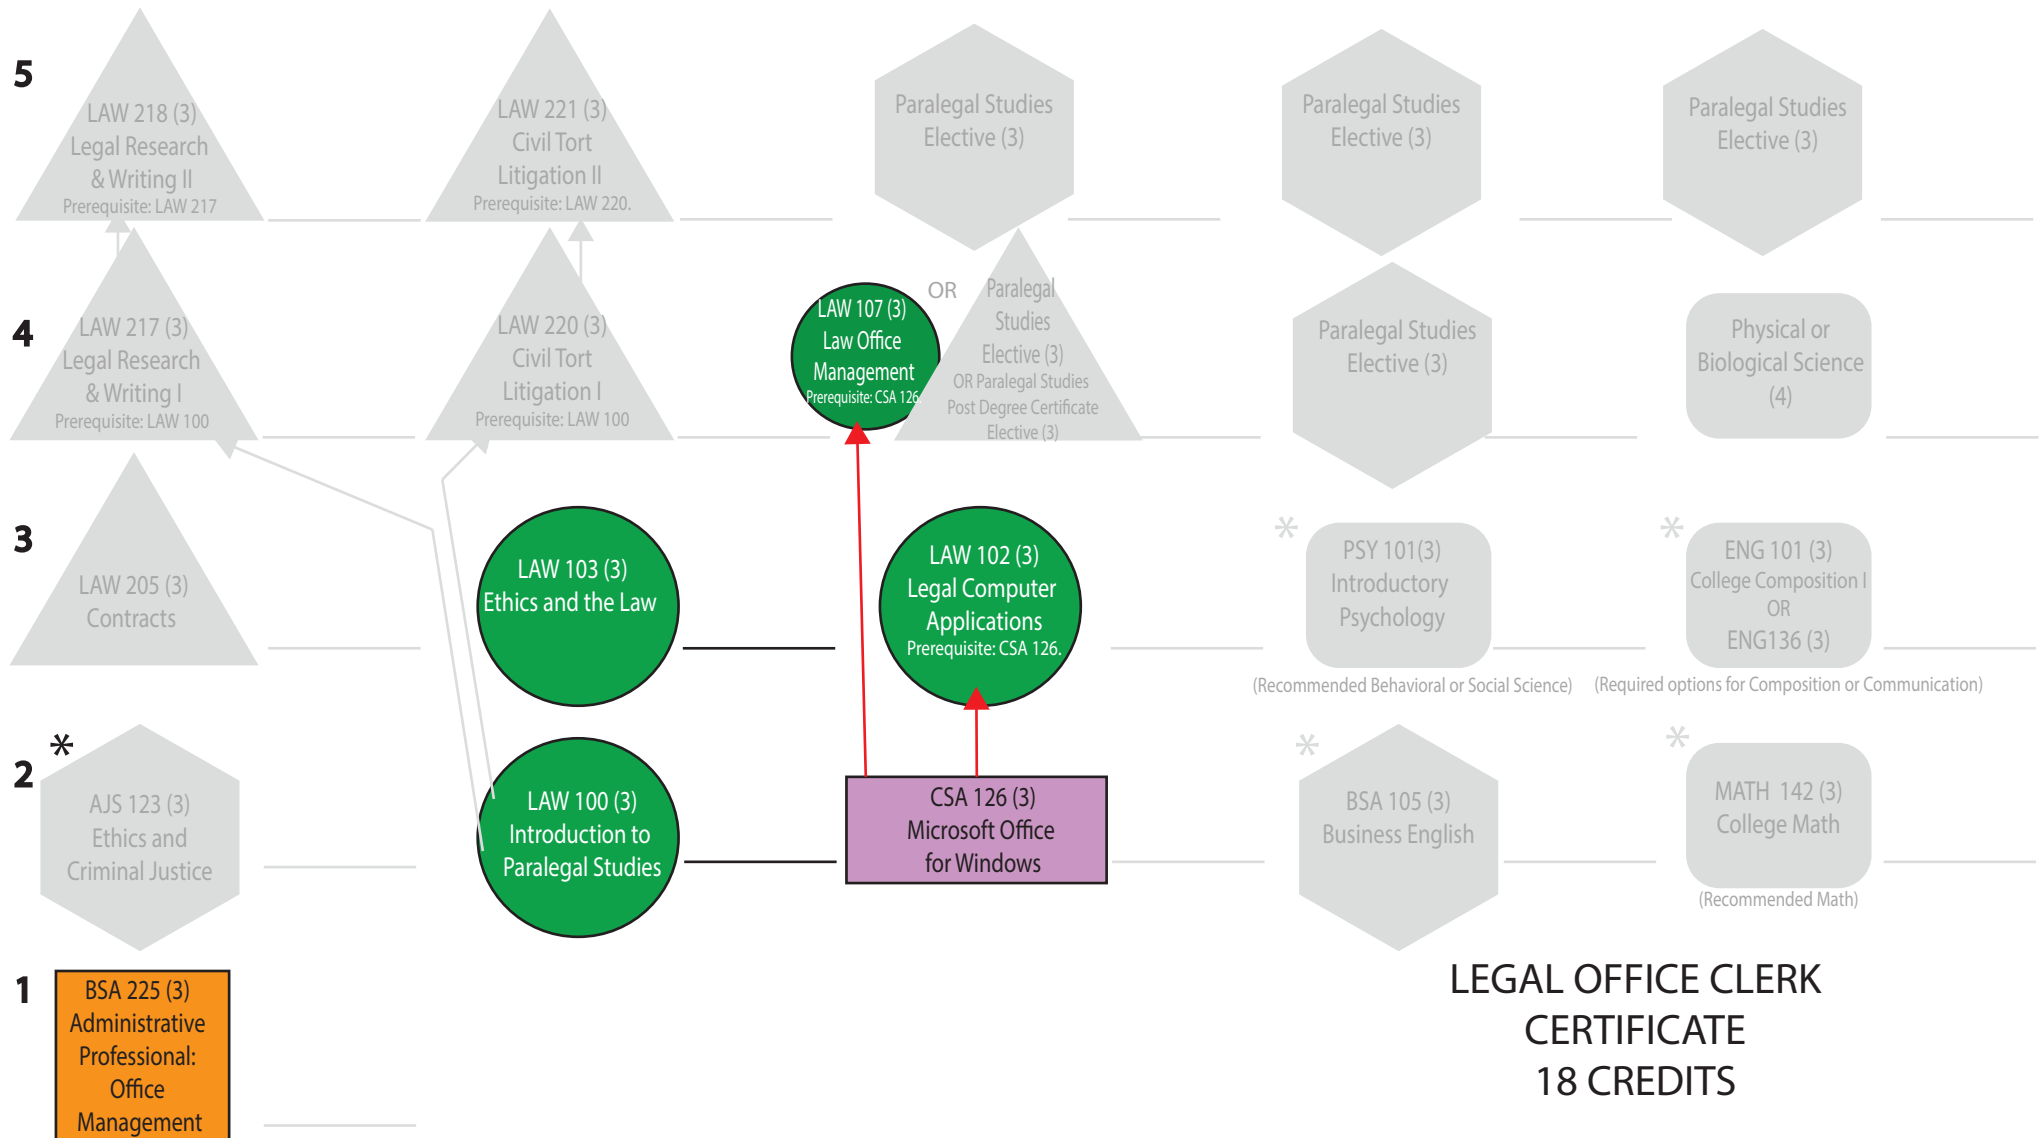 5
LAW 218 (3)
Legal Research
& Writing II
Prerequisite: LAW 217
LAW 221 (3)
Civil Tort
Litigation II
Prerequisite: LAW 220.
Paralegal Studies
Elective (3)
Paralegal Studies
Elective (3)
Paralegal Studies
Elective (3)
4
LAW 217 (3)
Legal Research
& Writing I
Prerequisite: LAW 100
LAW 220 (3)
Civil Tort
Litigation I
Prerequisite: LAW 100
LAW 107 (3)
Law Office
Management
Prerequisite: CSA 126.
OR
Paralegal
Studies
Elective (3)
OR Paralegal Studies
Post Degree Certificate
Elective (3)
Paralegal Studies
Elective (3)
Physical or
Biological Science
(4)
3
LAW 205 (3)
Contracts
LAW 103 (3)
Ethics and the Law
LAW 102 (3)
Legal Computer
Applications
Prerequisite: CSA 126.
*
PSY 101(3)
Introductory
Psychology
(Recommended Behavioral or Social Science)
*
ENG 101 (3)
College Composition I
OR
ENG136 (3)
(Required options for Composition or Communication)
2
*
AJS 123 (3)
Ethics and
Criminal Justice
LAW 100 (3)
Introduction to
Paralegal Studies
CSA 126 (3)
Microsoft Office
for Windows
*
BSA 105 (3)
Business English
*
MATH 142 (3)
College Math
(Recommended Math)
1
BSA 225 (3)
Administrative
Professional:
Office
Management
LEGAL OFFICE CLERK
CERTIFICATE
18 CREDITS